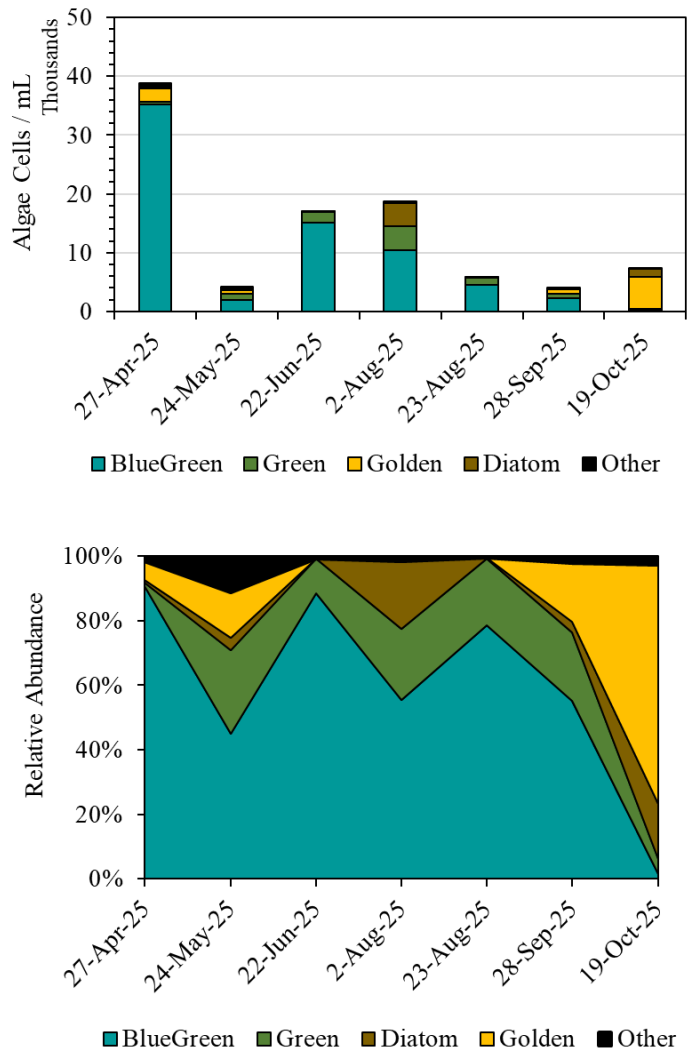 Algae Cells / mL
Thousands
50
40
30
20
10
0
27-Apr-25
24-May-25
22-Jun-25
2-Aug-25
23-Aug-25
28-Sep-25
19-Oct-25
BlueGreen Green Golden Diatom Other
Relative Abundance
100%
80%
60%
40%
20%
0%
27-Apr-25
24-May-25
22-Jun-25
2-Aug-25
23-Aug-25
28-Sep-25
19-Oct-25
BlueGreen Green Diatom Golden Other